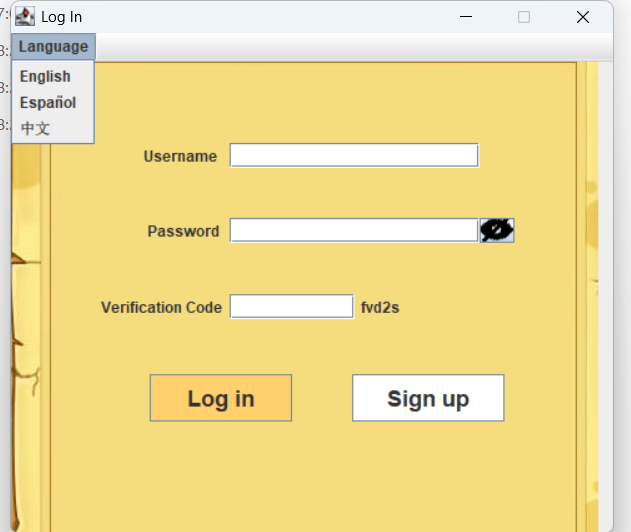 Log In
Language
English
Español
中文
Username
Password
Verification Code fvd2s
Log in Sign up